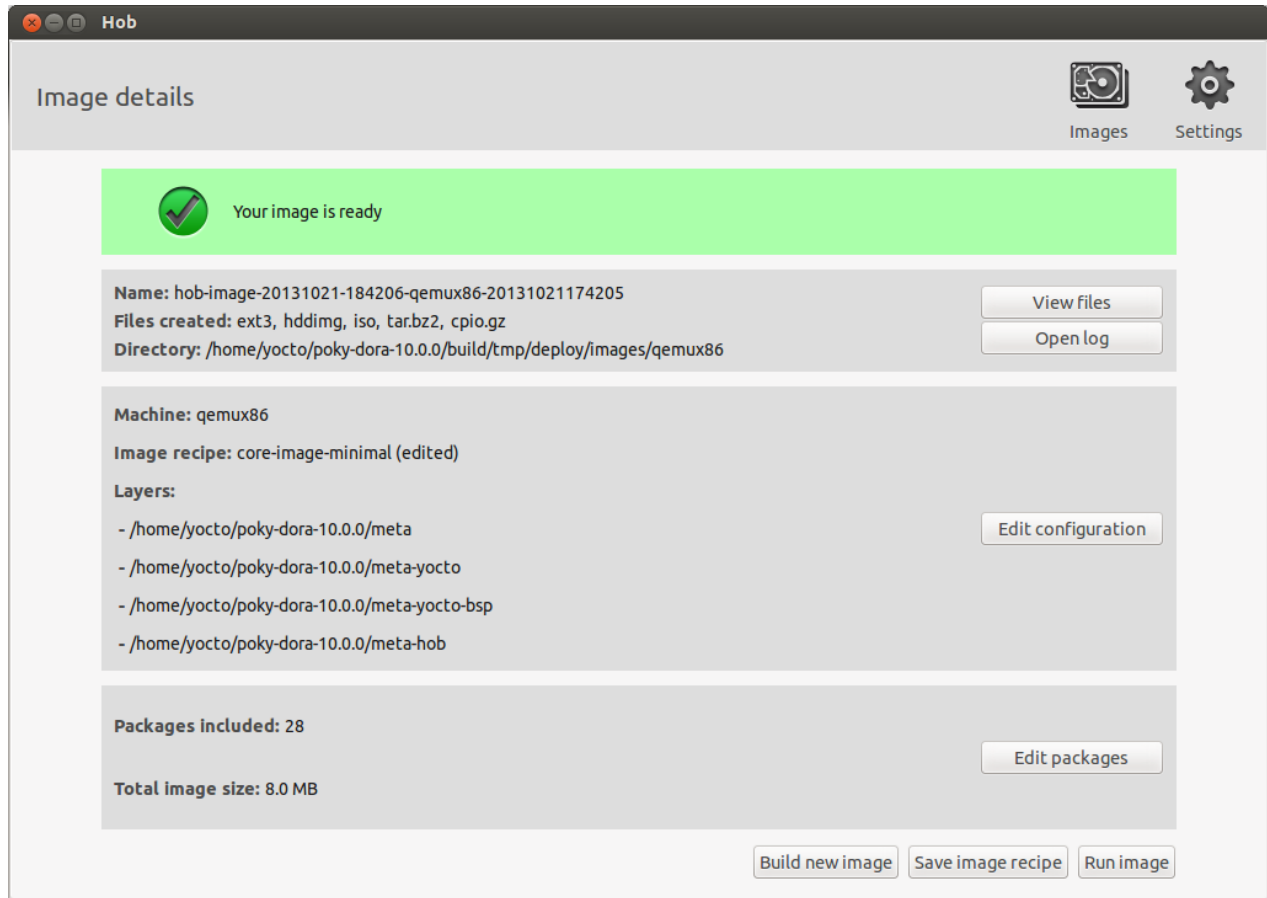 Hob
Image details
Images
Settings
Your image is ready
Name: hob-image-20131021-184206-qemux86-20131021174205
Files created: ext3, hddimg, iso, tar.bz2, cpio.gz
Directory: /home/yocto/poky-dora-10.0.0/build/tmp/deploy/images/qemux86
View files
Open log
Machine: qemux86
Image recipe: core-image-minimal (edited)
Layers:
- /home/yocto/poky-dora-10.0.0/meta
- /home/yocto/poky-dora-10.0.0/meta-yocto
- /home/yocto/poky-dora-10.0.0/meta-yocto-bsp
- /home/yocto/poky-dora-10.0.0/meta-hob
Edit configuration
Packages included: 28
Total image size: 8.0 MB
Edit packages
Build new image
Save image recipe
Run image